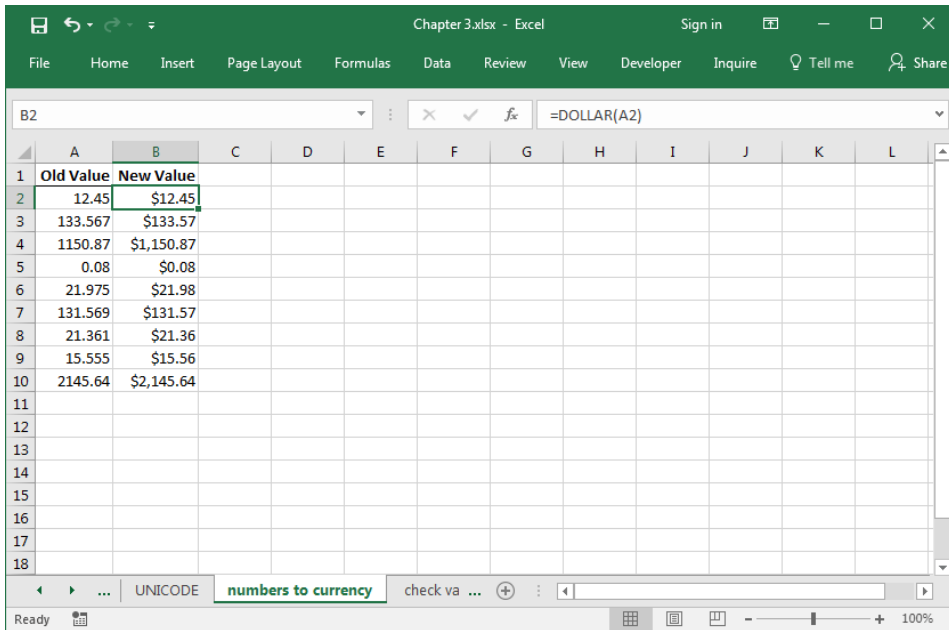 Chapter 3.xlsx - Excel Sign in
File Home Insert Page Layout Formulas Data Review View Developer Inquire Tell me Share
B2 fx =DOLLAR(A2)
A B C D E F G H I J K L
1 Old Value New Value
2 12.45 $12.45
3 133.567 $133.57
4 1150.87 $1,150.87
5 0.08 $0.08
6 21.975 $21.98
7 131.569 $131.57
8 21.361 $21.36
9 15.555 $15.56
10 2145.64 $2,145.64
11
12
13
14
15
16
17
18
... UNICODE numbers to currency check va ...
Ready 100%